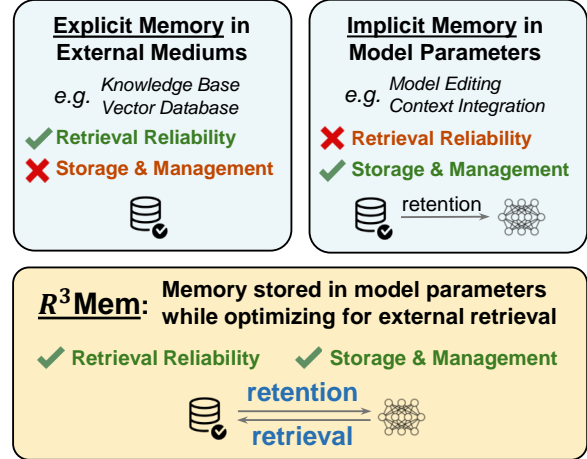 Explicit Memory in
External Mediums
e.g. Knowledge Base
Vector Database
Retrieval Reliability
Storage & Management
Implicit Memory in
Model Parameters
e.g. Model Editing
Context Integration
Retrieval Reliability
Storage & Management
retention
R³Mem: Memory stored in model parameters
while optimizing for external retrieval
Retrieval Reliability Storage & Management
retention
retrieval